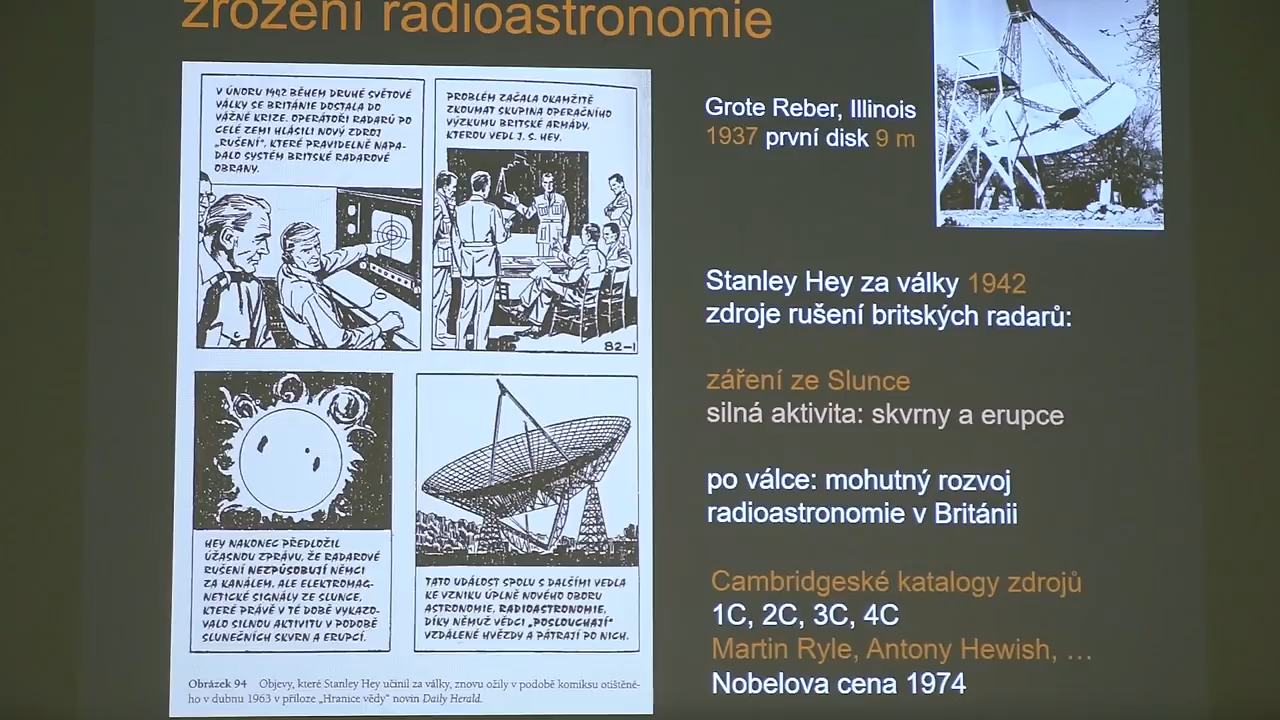 zrození radioastronomie
V ÚNORU 1942 BĚHEM DRUHÉ SVĚTOVÉ
VÁLKY SE BRITÁNIE DOSTALA DO
VÁŽNÉ KRIZE. OPERÁTOŘI RADARŮ PO
CELÉ ZEMI HLÁSILI NOVÝ ZDROJ
„RUŠENÍ“, KTERÉ PRAVIDELNĚ NAPA-
DALO SYSTÉM BRITSKÉ RADAROVÉ
OBRANY.
PROBLÉM ZAČALA OKAMŽITĚ
ZKOUMAT SKUPINA OPERAČNÍHO
VÝZKUMU BRITSKÉ ARMÁDY,
KTEROU VEDL J. S. HEY.
82-1
HEY NAKONEC PŘEDLOŽIL
ÚŽASNOU ZPRÁVU, ŽE RADAROVÉ
RUŠENÍ NEZPŮSOBUJÍ NĚMCI
ZA KANÁLEM, ALE ELEKTROMAG-
NETICKÉ SIGNÁLY ZE SLUNCE,
KTERÉ PRÁVĚ V TÉ DOBĚ VYKAZO-
VALO SILNOU AKTIVITU V PODOBĚ
SLUNEČNÍCH SKVRN A ERUPCÍ.
TATO UDÁLOST SPOLU S DALŠÍMI VEDLA
KE VZNIKU ÚPLNĚ NOVÉHO OBORU
ASTRONOMIE, RADIOASTRONOMIE,
DÍKY NĚMUŽ VĚDCI „POSLOUCHAJÍ“
VZDÁLENÉ HVĚZDY A PÁTRAJÍ PO NICH.
Obrázek 94 Objevy, které Stanley Hey učinil za války, znovu ožily v podobě komiksu otištěné-
ho v dubnu 1963 v příloze „Hranice vědy“ novin Daily Herald.
Grote Reber, Illinois
1937 první disk 9 m
Stanley Hey za války 1942
zdroje rušení britských radarů:
záření ze Slunce
silná aktivita: skvrny a erupce
po válce: mohutný rozvoj
radioastronomie v Británii
Cambridgeské katalogy zdrojů
1C, 2C, 3C, 4C
Martin Ryle, Antony Hewish, …
Nobelova cena 1974